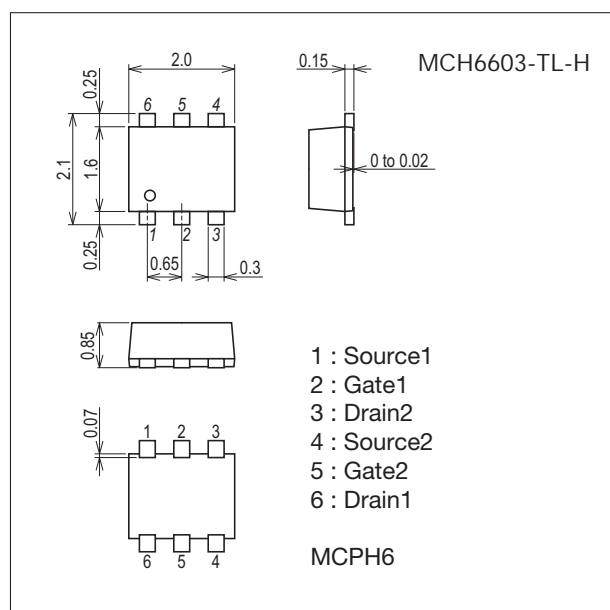 MCH6603-TL-H
2.0
0.15
0.25
6 5 4
2.1
1.6
0 to 0.02
0.25
1 2 3
0.65
0.3
0.85
1 : Source1
2 : Gate1
3 : Drain2
4 : Source2
5 : Gate2
6 : Drain1
0.07
1 2 3
6 5 4
MCPH6